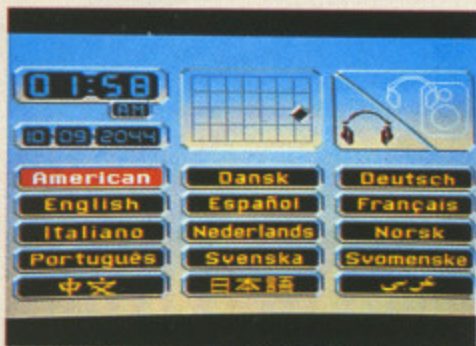 01:58
AM
10·09·2044
American Dansk Deutsch
English Español Français
Italiano Nederlands Norsk
Português Svenska Svomenske
中文 日本語 عربي